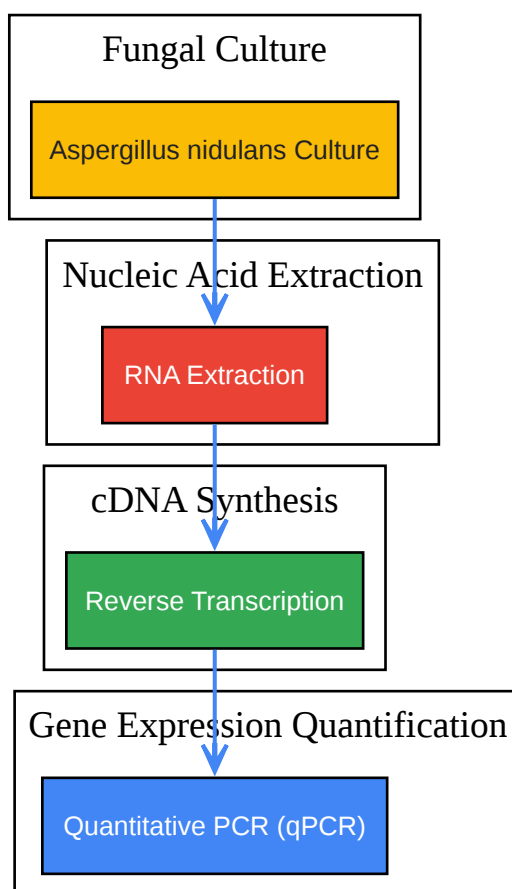 Fungal Culture
Aspergillus nidulans Culture
Nucleic Acid Extraction
RNA Extraction
cDNA Synthesis
Reverse Transcription
Gene Expression Quantification
Quantitative PCR (qPCR)